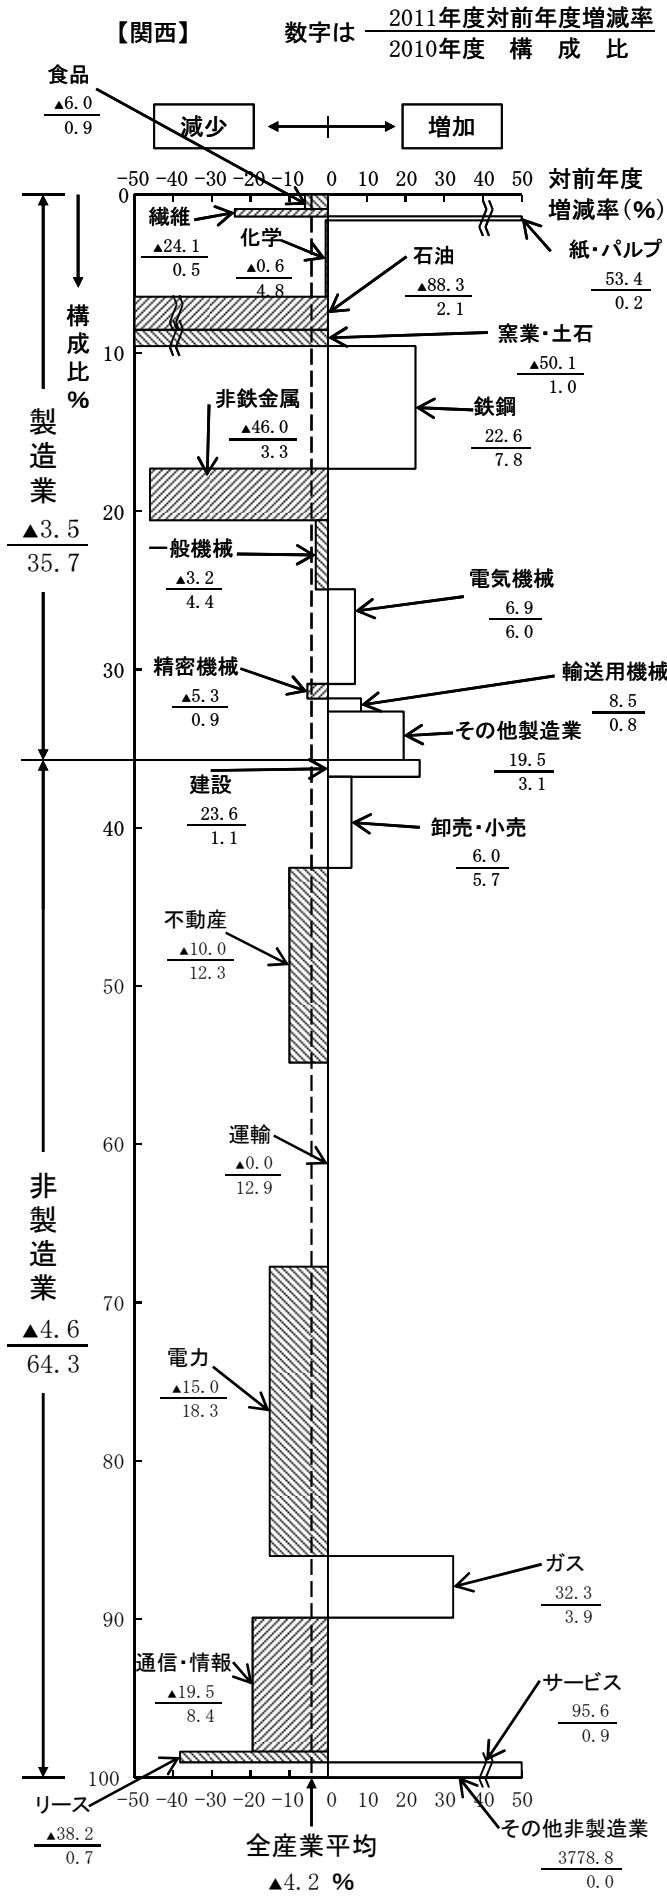 【関西】
数字は 2011年度対前年度増減率
2010年度 構 成 比
食品
▲6.0
0.9
減少
増加
-50 -40 -30 -20 -10 0 10 20 30 40 50
対前年度
増減率(%)
0
繊維
▲24.1
0.5
化学
▲0.6
4.8
石油
▲88.3
2.1
紙・パルプ
53.4
0.2
構成比%
窯業・土石
▲50.1
1.0
10
非鉄金属
▲46.0
3.3
鉄鋼
22.6
7.8
製造業
▲3.5
35.7
20
一般機械
▲3.2
4.4
電気機械
6.9
6.0
30
精密機械
▲5.3
0.9
輸送用機械
8.5
0.8
その他製造業
19.5
3.1
建設
23.6
1.1
40
卸売・小売
6.0
5.7
不動産
▲10.0
12.3
50
60
運輸
▲0.0
12.9
非製造業
▲4.6
64.3
70
電力
▲15.0
18.3
80
ガス
32.3
3.9
90
通信・情報
▲19.5
8.4
サービス
95.6
0.9
100
-50 -40 -30 -20 -10 0 10 20 30 40 50
リース
▲38.2
0.7
その他非製造業
3778.8
0.0
全産業平均
▲4.2 %